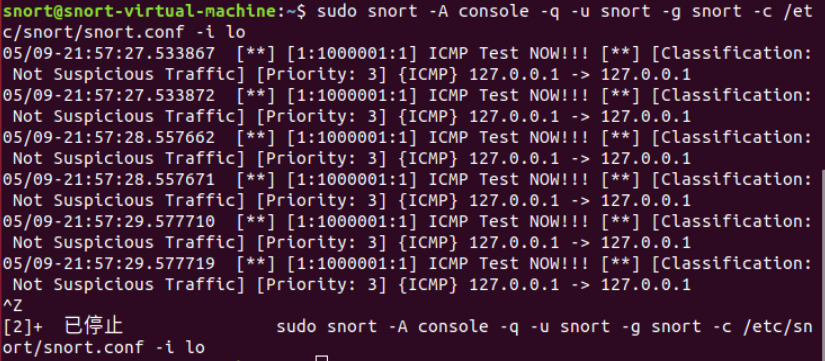 snort@snort-virtual-machine:~$ sudo snort -A console -q -u snort -g snort -c /et
c/snort/snort.conf -i lo
05/09-21:57:27.533867  [**] [1:1000001:1] ICMP Test NOW!!! [**] [Classification:
 Not Suspicious Traffic] [Priority: 3] {ICMP} 127.0.0.1 -> 127.0.0.1
05/09-21:57:27.533872  [**] [1:1000001:1] ICMP Test NOW!!! [**] [Classification:
 Not Suspicious Traffic] [Priority: 3] {ICMP} 127.0.0.1 -> 127.0.0.1
05/09-21:57:28.557662  [**] [1:1000001:1] ICMP Test NOW!!! [**] [Classification:
 Not Suspicious Traffic] [Priority: 3] {ICMP} 127.0.0.1 -> 127.0.0.1
05/09-21:57:28.557671  [**] [1:1000001:1] ICMP Test NOW!!! [**] [Classification:
 Not Suspicious Traffic] [Priority: 3] {ICMP} 127.0.0.1 -> 127.0.0.1
05/09-21:57:29.577710  [**] [1:1000001:1] ICMP Test NOW!!! [**] [Classification:
 Not Suspicious Traffic] [Priority: 3] {ICMP} 127.0.0.1 -> 127.0.0.1
05/09-21:57:29.577719  [**] [1:1000001:1] ICMP Test NOW!!! [**] [Classification:
 Not Suspicious Traffic] [Priority: 3] {ICMP} 127.0.0.1 -> 127.0.0.1
^Z
[2]+  已停止               sudo snort -A console -q -u snort -g snort -c /etc/sn
ort/snort.conf -i lo